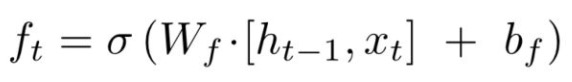 f_t = σ (W_f · [h_{t−1}, x_t] + b_f)